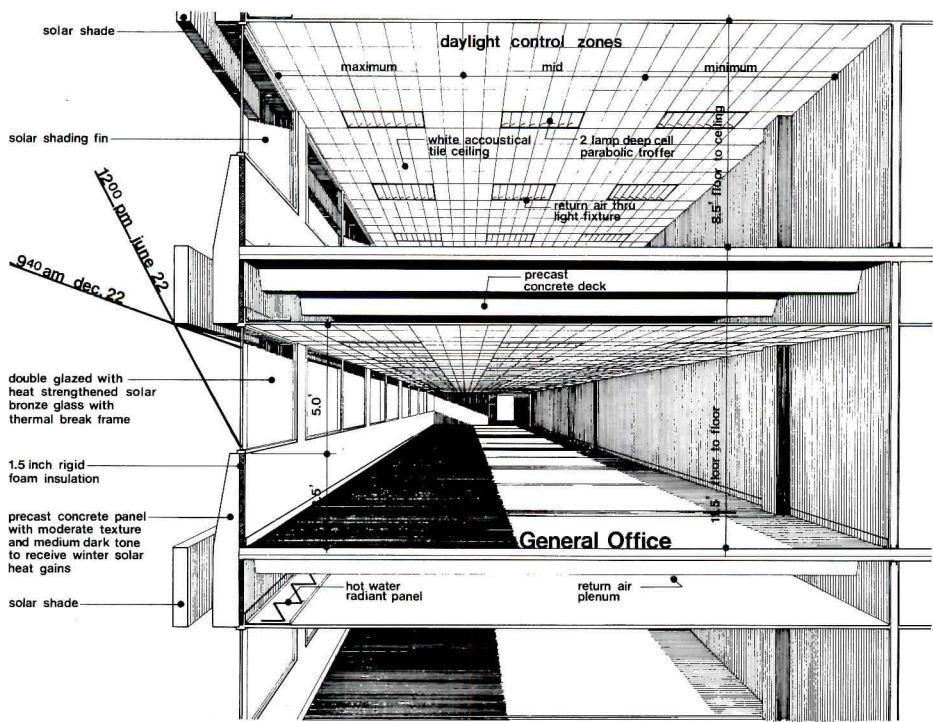 solar shade
daylight control zones
maximum
mid
minimum
solar shading fin
white accoustical
tile ceiling
2 lamp deep cell
parabolic troffer
8.5' floor to ceiling
return air thru
light fixture
12⁰⁰ pm june 22
9⁴⁰ am dec. 22
precast
concrete deck
double glazed with
heat strengthened solar
bronze glass with
thermal break frame
5.0'
floor to floor
1.5 inch rigid
foam insulation
precast concrete panel
with moderate texture
and medium dark tone
to receive winter solar
heat gains
General Office
solar shade
hot water
radiant panel
return air
plenum